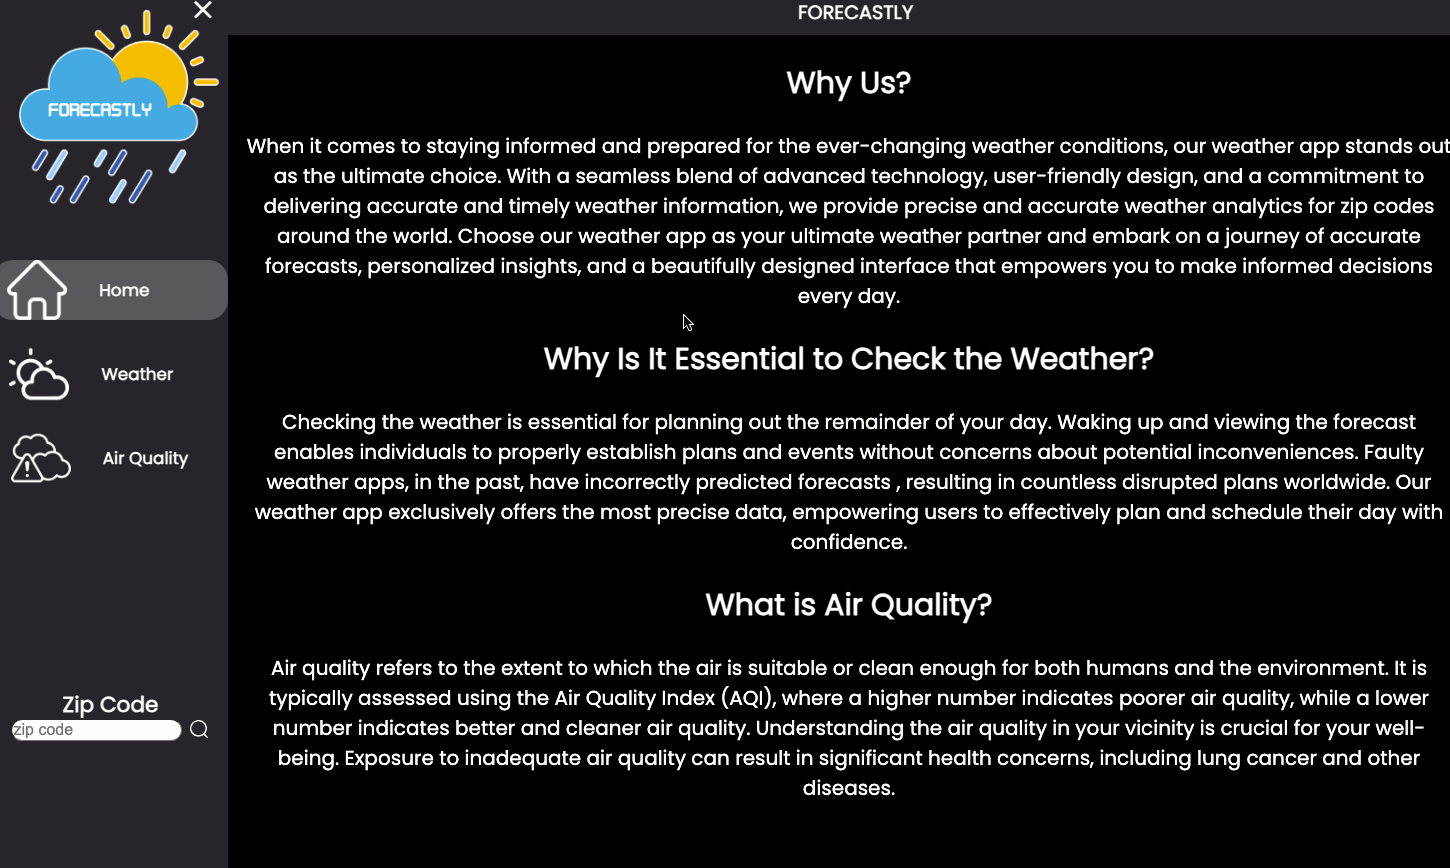 FORECASTLY
FORECASTLY
Home
Weather
Air Quality
Zip Code
zip code
Why Us?
When it comes to staying informed and prepared for the ever-changing weather conditions, our weather app stands out
as the ultimate choice. With a seamless blend of advanced technology, user-friendly design, and a commitment to
delivering accurate and timely weather information, we provide precise and accurate weather analytics for zip codes
around the world. Choose our weather app as your ultimate weather partner and embark on a journey of accurate
forecasts, personalized insights, and a beautifully designed interface that empowers you to make informed decisions
every day.
Why Is It Essential to Check the Weather?
Checking the weather is essential for planning out the remainder of your day. Waking up and viewing the forecast
enables individuals to properly establish plans and events without concerns about potential inconveniences. Faulty
weather apps, in the past, have incorrectly predicted forecasts , resulting in countless disrupted plans worldwide. Our
weather app exclusively offers the most precise data, empowering users to effectively plan and schedule their day with
confidence.
What is Air Quality?
Air quality refers to the extent to which the air is suitable or clean enough for both humans and the environment. It is
typically assessed using the Air Quality Index (AQI), where a higher number indicates poorer air quality, while a lower
number indicates better and cleaner air quality. Understanding the air quality in your vicinity is crucial for your well-
being. Exposure to inadequate air quality can result in significant health concerns, including lung cancer and other
diseases.